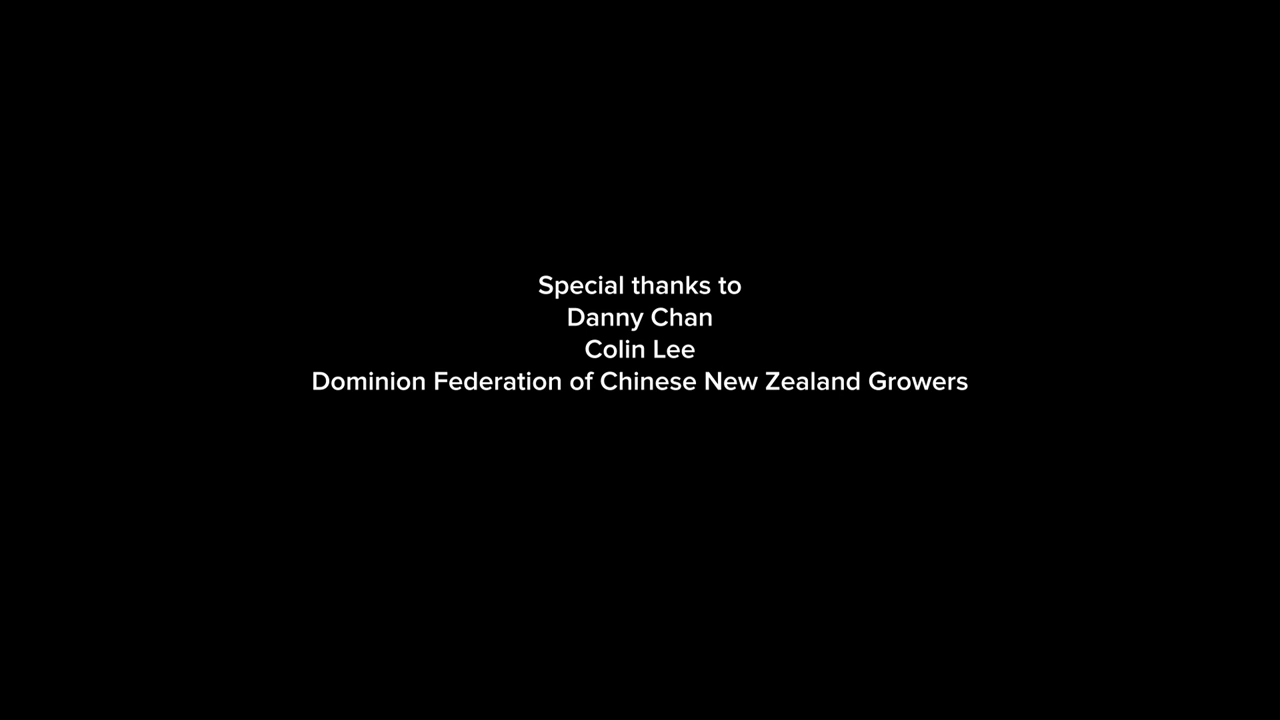 Special thanks to
Danny Chan
Colin Lee
Dominion Federation of Chinese New Zealand Growers